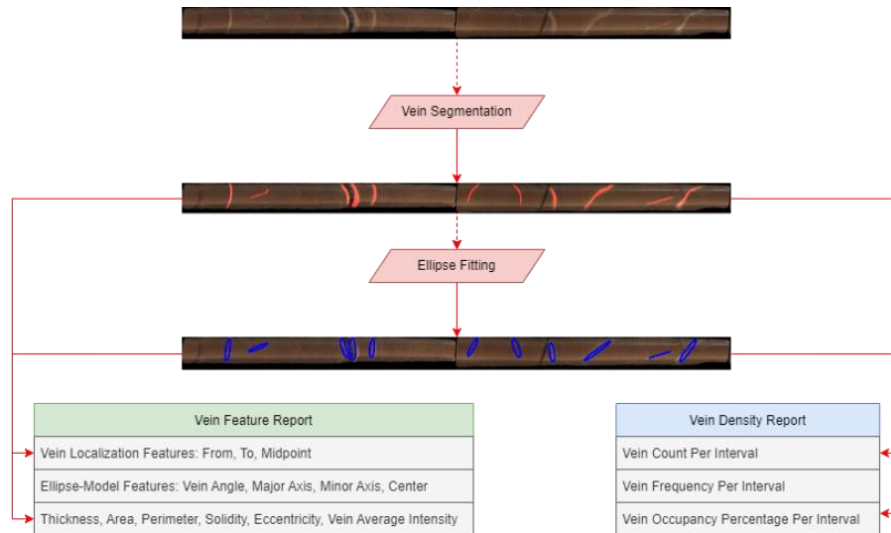 Vein Segmentation
Ellipse Fitting
Vein Feature Report
Vein Localization Features: From, To, Midpoint
Ellipse-Model Features: Vein Angle, Major Axis, Minor Axis, Center
Thickness, Area, Perimeter, Solidity, Eccentricity, Vein Average Intensity
Vein Density Report
Vein Count Per Interval
Vein Frequency Per Interval
Vein Occupancy Percentage Per Interval